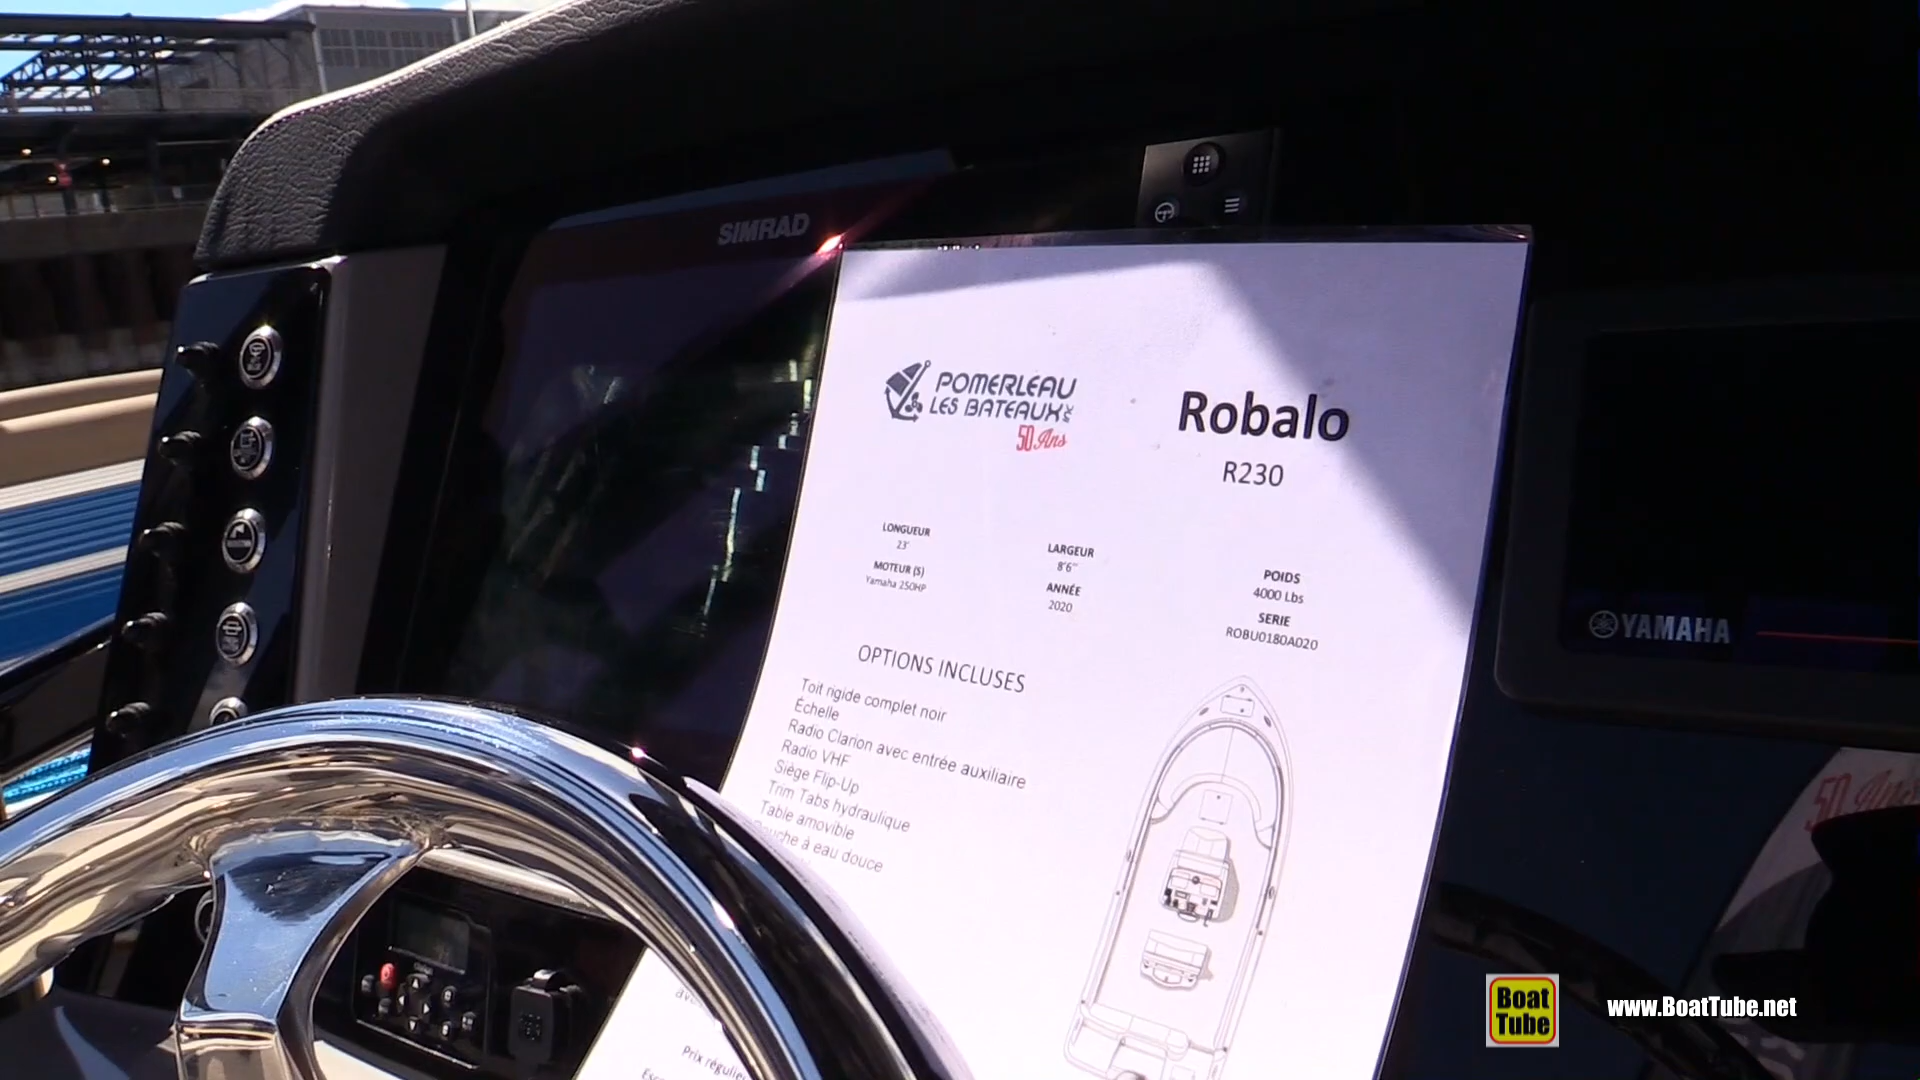 SIMRAD
POMERLEAU
LES BATEAUX
50 Ans
Robalo
R230
LONGUEUR
23'
MOTEUR (S)
Yamaha 250HP
LARGEUR
8'6"
ANNÉE
2020
POIDS
4000 Lbs
SERIE
ROBU0180A020
OPTIONS INCLUSES
Toit rigide complet noir
Échelle
Radio Clarion avec entrée auxiliaire
Radio VHF
Siège Flip-Up
Trim Tabs hydraulique
Table amovible
à eau douce
Prix
YAMAHA
50 Ans
Boat
Tube
www.BoatTube.net